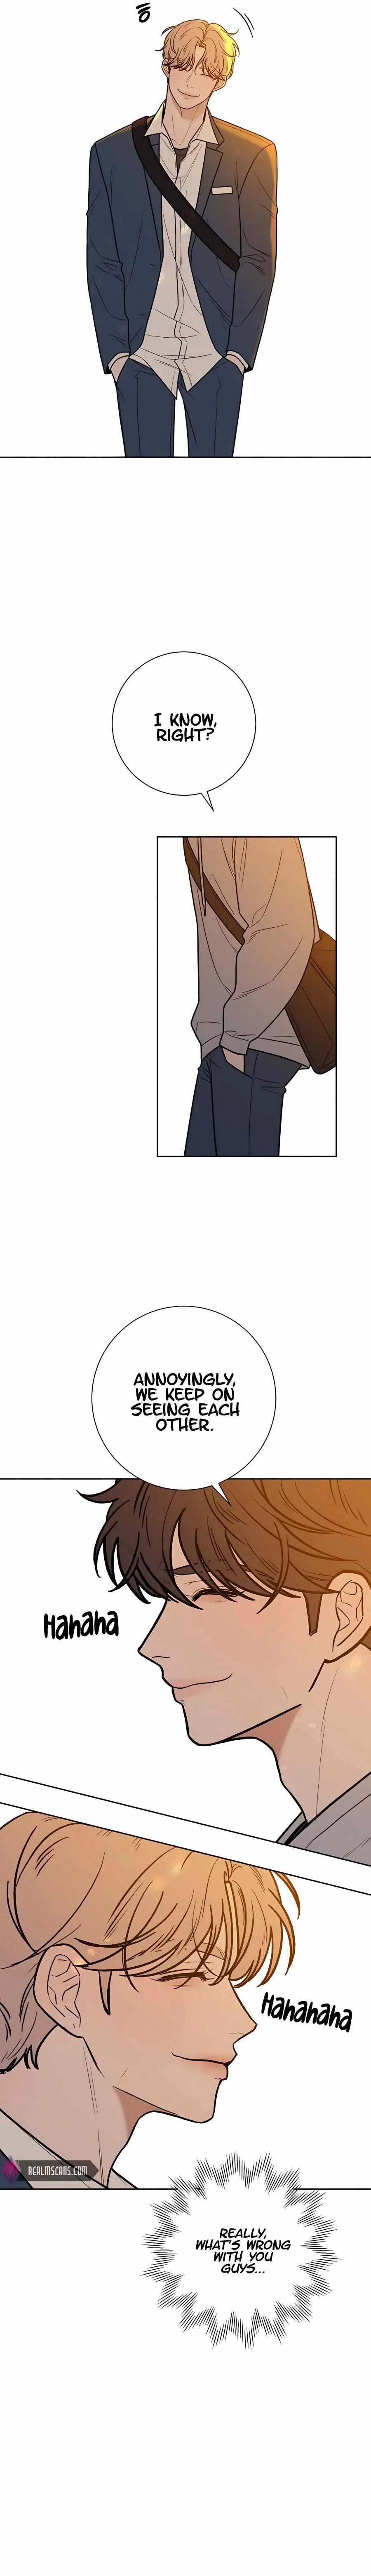 I KNOW,
RIGHT?
ANNOYINGLY,
WE KEEP ON
SEEING EACH
OTHER.
Hahaha
Hahahaha
REALMSCANS.COM
REALLY,
WHAT'S WRONG
WITH YOU
GUYS...